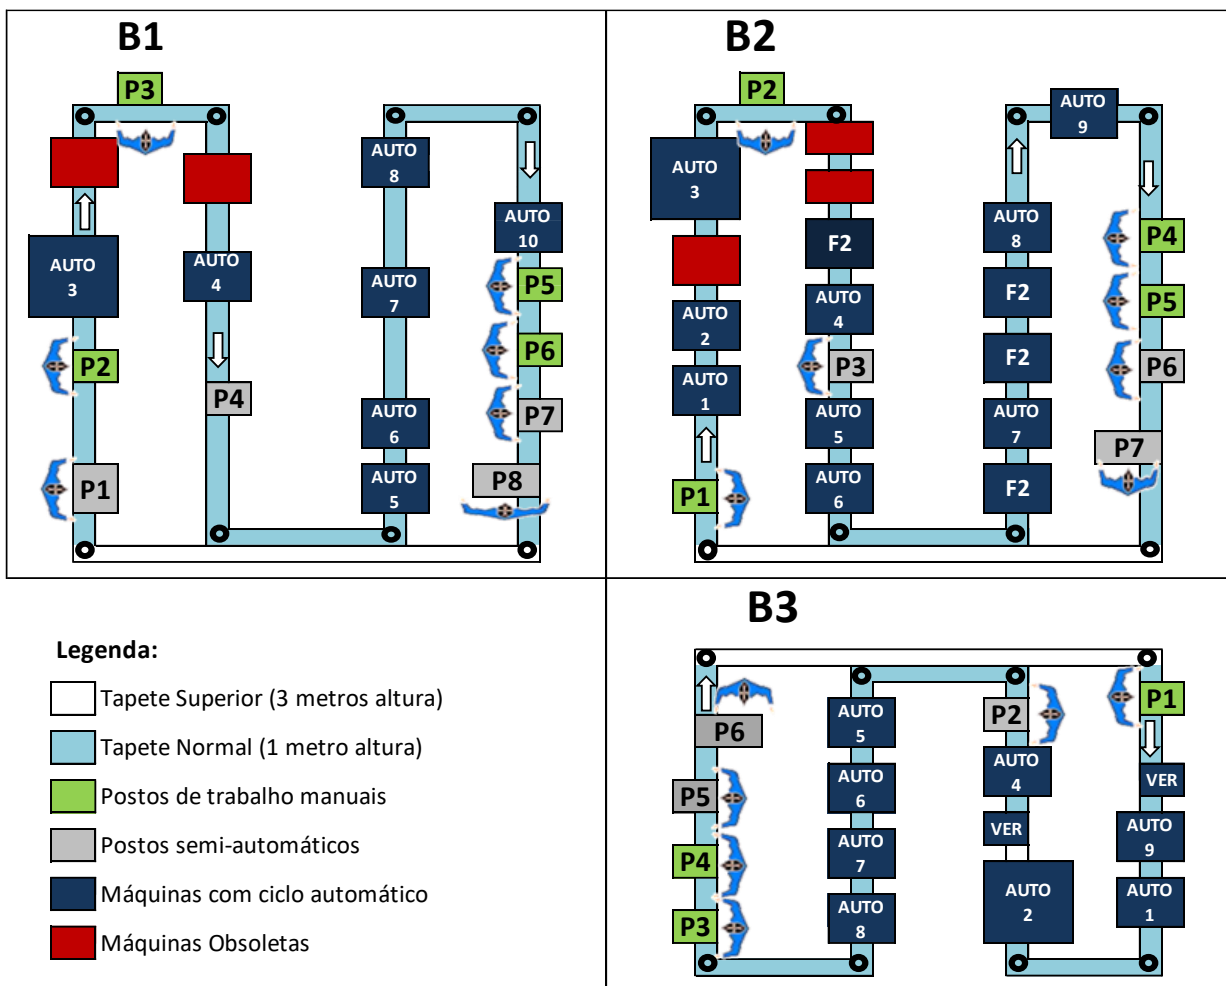 B1
P3
AUTO
8
AUTO
10
AUTO
3
AUTO
4
AUTO
7
P5
P2
P6
P4
AUTO
6
P7
P1
AUTO
5
P8
B2
P2
AUTO
9
AUTO
3
F2
AUTO
8
P4
AUTO
2
AUTO
4
F2
P5
AUTO
1
P3
F2
P6
AUTO
5
AUTO
7
P7
P1
AUTO
6
F2
Legenda:
Tapete Superior (3 metros altura)
Tapete Normal (1 metro altura)
Postos de trabalho manuais
Postos semi-automáticos
Máquinas com ciclo automático
Máquinas Obsoletas
B3
P6
AUTO
5
P2
P1
P5
AUTO
6
AUTO
4
VER
P4
AUTO
7
VER
AUTO
9
P3
AUTO
8
AUTO
2
AUTO
1